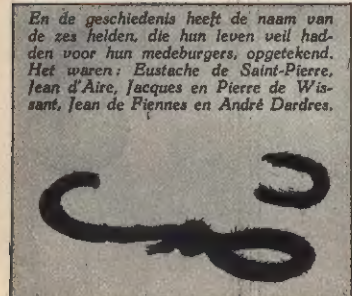 En de geschiedenis heeft de naam van
de zes helden, die hun leven veil had-
den voor hun medeburgers, opgetekend.
Het waren: Eustache de Saint-Pierre,
Jean d'Aire, Jacques en Pierre de Wis-
sant, Jean de Fiennes en André Dardres.